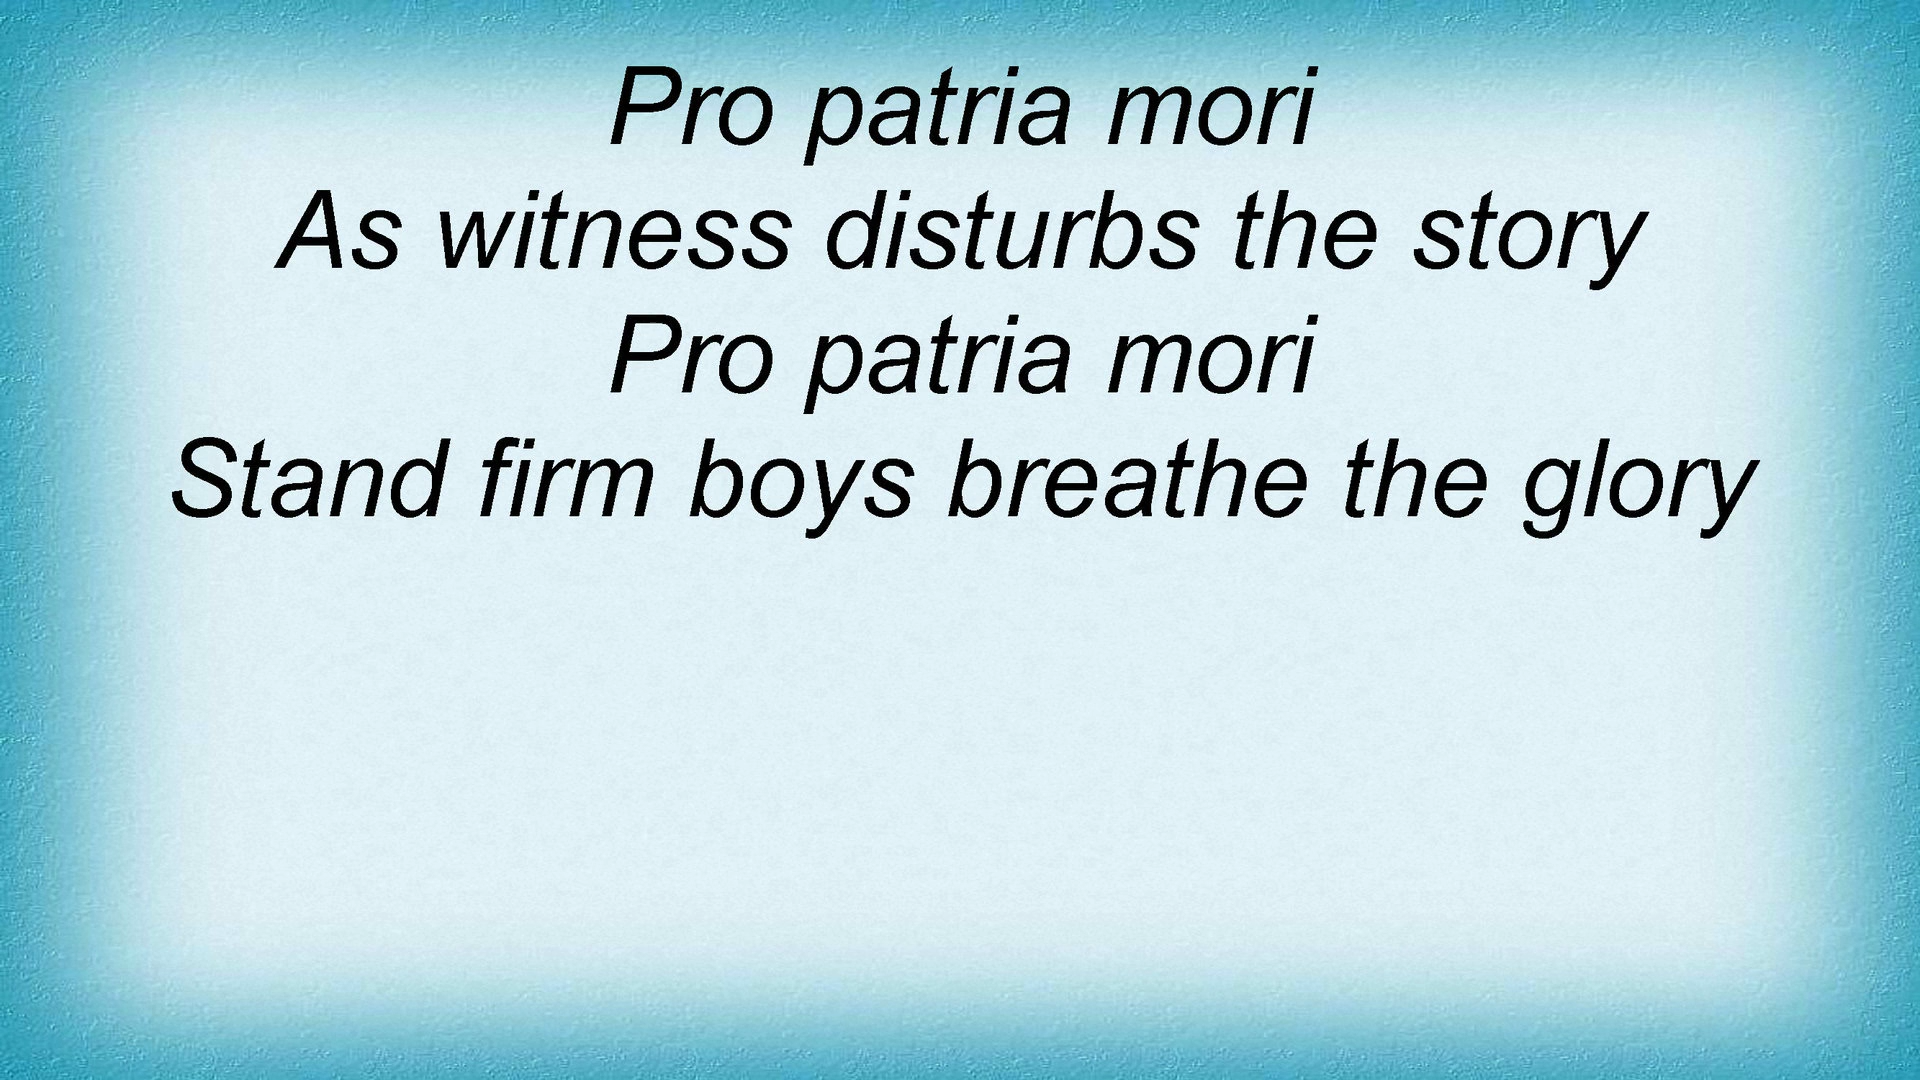 Pro patria mori
As witness disturbs the story
Pro patria mori
Stand firm boys breathe the glory